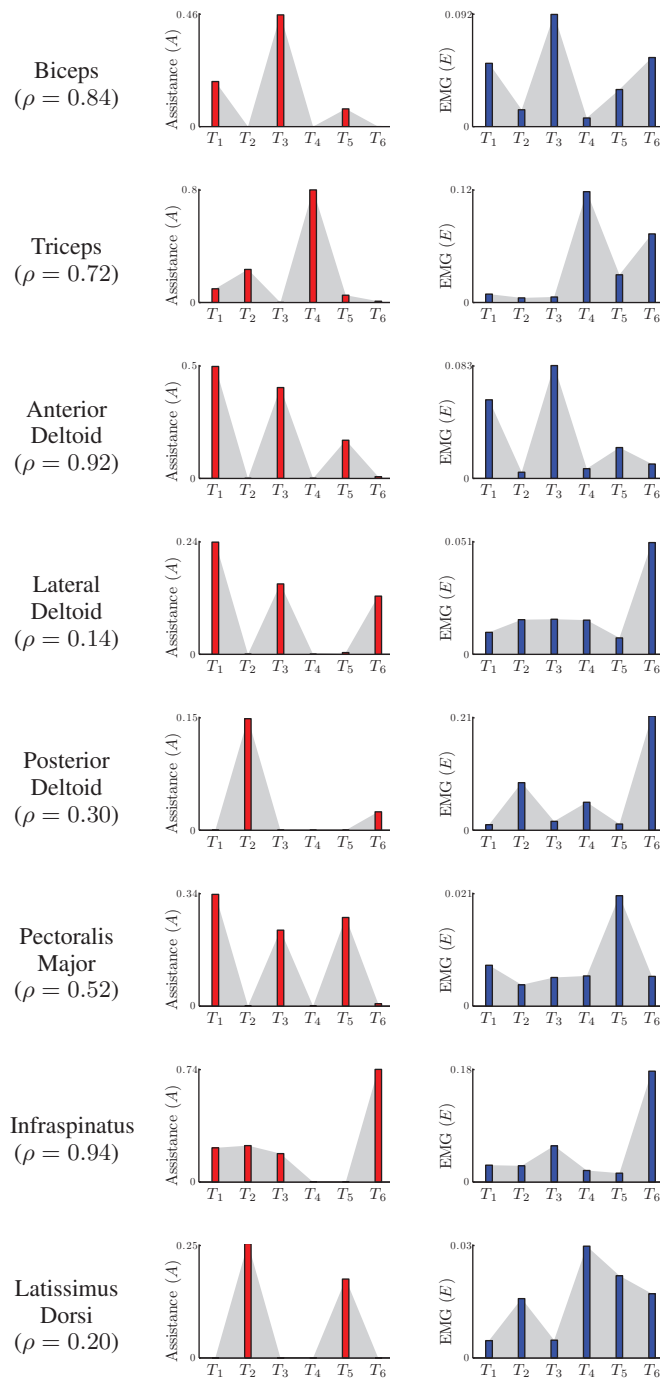 Biceps
(ρ = 0.84)
Assistance (A)
0.46
0
T1 T2 T3 T4 T5 T6
EMG (E)
0.092
0
T1 T2 T3 T4 T5 T6
Triceps
(ρ = 0.72)
Assistance (A)
0.8
0
T1 T2 T3 T4 T5 T6
EMG (E)
0.12
0
T1 T2 T3 T4 T5 T6
Anterior
Deltoid
(ρ = 0.92)
Assistance (A)
0.5
0
T1 T2 T3 T4 T5 T6
EMG (E)
0.083
0
T1 T2 T3 T4 T5 T6
Lateral
Deltoid
(ρ = 0.14)
Assistance (A)
0.24
0
T1 T2 T3 T4 T5 T6
EMG (E)
0.051
0
T1 T2 T3 T4 T5 T6
Posterior
Deltoid
(ρ = 0.30)
Assistance (A)
0.15
0
T1 T2 T3 T4 T5 T6
EMG (E)
0.21
0
T1 T2 T3 T4 T5 T6
Pectoralis
Major
(ρ = 0.52)
Assistance (A)
0.34
0
T1 T2 T3 T4 T5 T6
EMG (E)
0.021
0
T1 T2 T3 T4 T5 T6
Infraspinatus
(ρ = 0.94)
Assistance (A)
0.74
0
T1 T2 T3 T4 T5 T6
EMG (E)
0.18
0
T1 T2 T3 T4 T5 T6
Latissimus
Dorsi
(ρ = 0.20)
Assistance (A)
0.25
0
T1 T2 T3 T4 T5 T6
EMG (E)
0.03
0
T1 T2 T3 T4 T5 T6